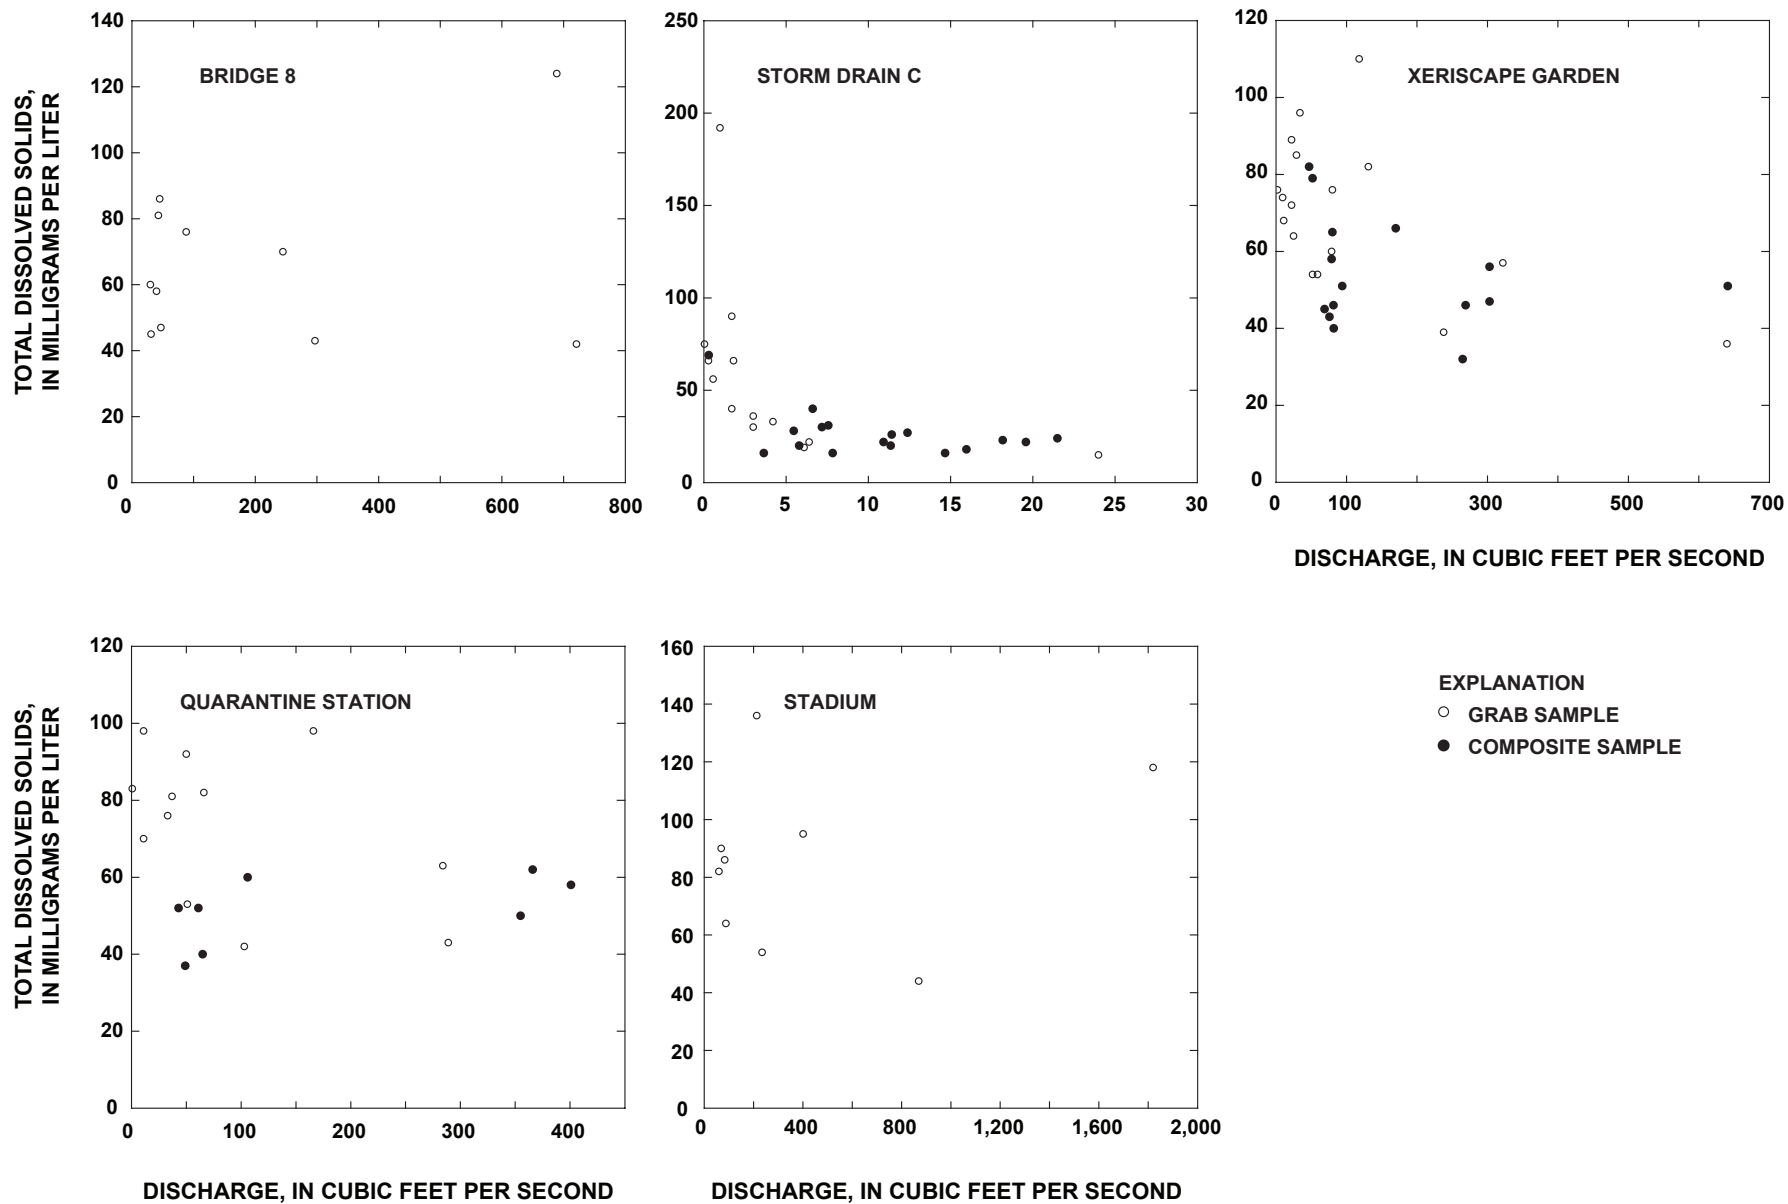 TOTAL DISSOLVED SOLIDS,
IN MILLIGRAMS PER LITER
140
120
100
80
60
40
20
0
BRIDGE 8
0 200 400 600 800
250
200
150
100
50
0
STORM DRAIN C
0 5 10 15 20 25 30
120
100
80
60
40
20
0
XERISCAPE GARDEN
0 100 300 500 700
DISCHARGE, IN CUBIC FEET PER SECOND
TOTAL DISSOLVED SOLIDS,
IN MILLIGRAMS PER LITER
120
100
80
60
40
20
0
QUARANTINE STATION
0 100 200 300 400
DISCHARGE, IN CUBIC FEET PER SECOND
160
140
120
100
80
60
40
20
0
STADIUM
0 400 800 1,200 1,600 2,000
DISCHARGE, IN CUBIC FEET PER SECOND
EXPLANATION
GRAB SAMPLE
COMPOSITE SAMPLE